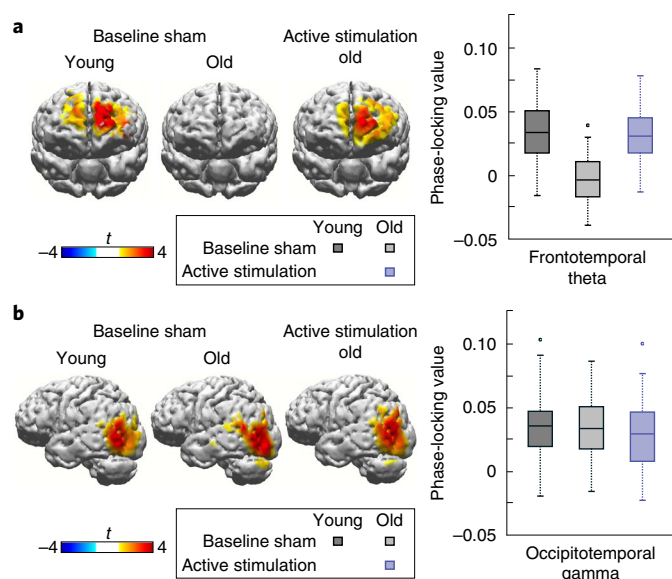 a
Baseline sham
Active stimulation
old
Young
Old
–4
t
4
Young Old
Baseline sham
Active stimulation
Phase-locking value
0.10
0.05
0
–0.05
Frontotemporal
theta
b
Baseline sham
Active stimulation
old
Young
Old
–4
t
4
Young Old
Baseline sham
Active stimulation
Phase-locking value
0.10
0.05
0
–0.05
Occipitotemporal
gamma